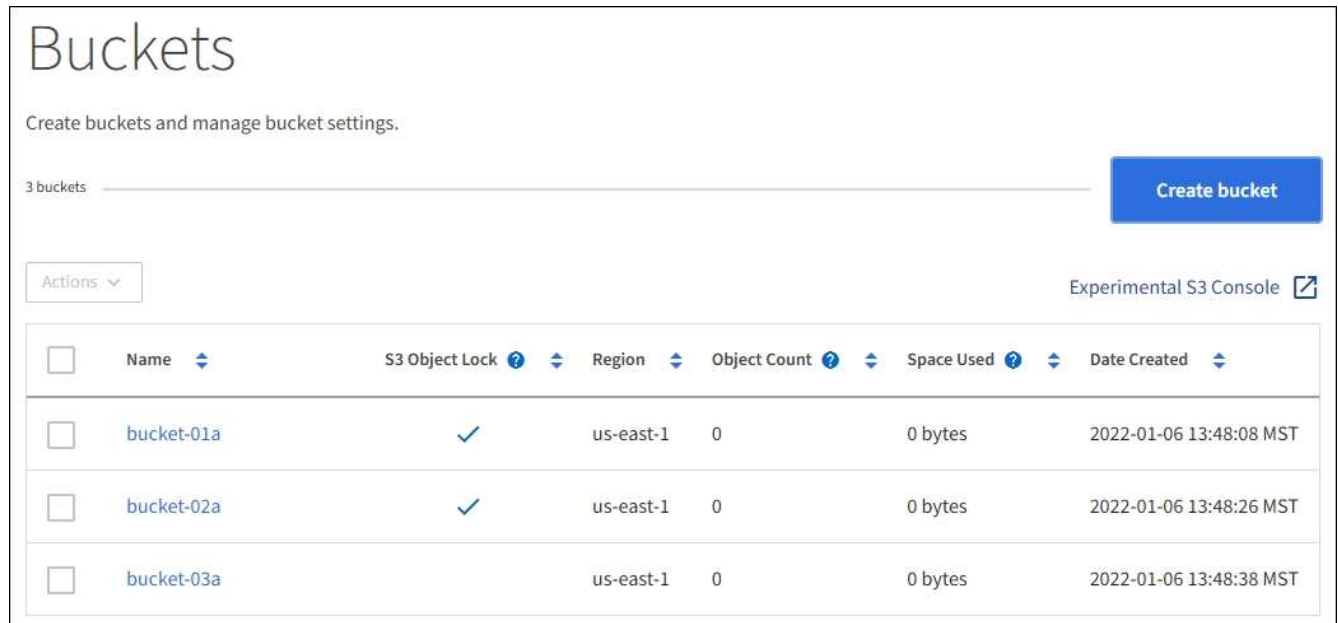 Buckets
Create buckets and manage bucket settings.
3 buckets
Create bucket
Actions
Experimental S3 Console
Name S3 Object Lock ? Region Object Count ? Space Used ? Date Created
bucket-01a us-east-1 0 0 bytes 2022-01-06 13:48:08 MST
bucket-02a us-east-1 0 0 bytes 2022-01-06 13:48:26 MST
bucket-03a us-east-1 0 0 bytes 2022-01-06 13:48:38 MST